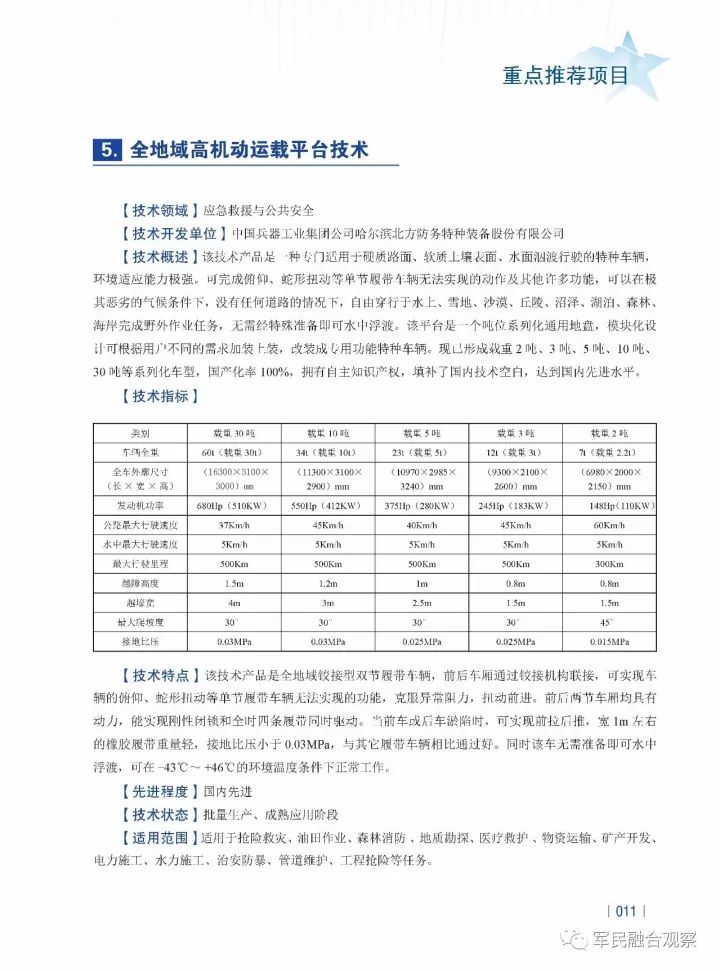 重点推荐项目
5. 全地域高机动运载平台技术
【技术领域】应急救援与公共安全
【技术开发单位】中国兵器工业集团公司哈尔滨北方防务特种装备股份有限公司
【技术概述】该技术产品是一种专门适用于硬质路面、软质土壤表面、水面泅渡行驶的特种车辆，
环境适应能力极强。可完成俯仰、蛇形扭动等单节履带车辆无法实现的动作及其他许多功能，可以在极
其恶劣的气候条件下，没有任何道路的情况下，自由穿行于水上、雪地、沙漠、丘陵、沼泽、湖泊、森林、
海岸完成野外作业任务，无需经特殊准备即可水中浮渡。该平台是一个吨位系列化通用地盘，模块化设
计可根据用户不同的需求加装上装，改装成专用功能特种车辆。现已形成载重 2 吨、3 吨、5 吨、10 吨、
30 吨等系列化车型，国产化率 100%，拥有自主知识产权，填补了国内技术空白，达到国内先进水平。
【技术指标】
类别 载重 30 吨 载重 10 吨 载重 5 吨 载重 3 吨 载重 2 吨
车辆全重 60t（载重 30t） 34t（载重 10t） 23t（载重 5t） 12t（载重 3t） 7t（载重 2.2t）
全车外廓尺寸 （16300×3100× （11300×3100× （10970×2985× （9300×2100× （6980×2000×
（长 × 宽 × 高） 3000）mm 2900）mm 3240）mm 2600）mm 2150）mm
发动机功率 680Hp（510KW） 550Hp（412KW） 375Hp（280KW） 245Hp（183KW） 148Hp(110KW)
公路最大行驶速度 37Km/h 45Km/h 40Km/h 45Km/h 60Km/h
水中最大行驶速度 5Km/h 5Km/h 5Km/h 5Km/h 5Km/h
最大行驶里程 500Km 500Km 500Km 500Km 300Km
越障高度 1.5m 1.2m 1m 0.8m 0.8m
越壕宽 4m 3m 2.5m 1.5m 1.5m
最大爬坡度 30° 30° 30° 30° 45°
接地比压 0.03MPa 0.03MPa 0.025MPa 0.025MPa 0.015MPa
【技术特点】该技术产品是全地域铰接型双节履带车辆，前后车厢通过铰接机构联接，可实现车
辆的俯仰、蛇形扭动等单节履带车辆无法实现的功能，克服异常阻力，扭动前进。前后两节车厢均具有
动力，能实现刚性闭锁和全时四条履带同时驱动。当前车或后车淤陷时，可实现前拉后推，宽 1m 左右
的橡胶履带重量轻，接地比压小于 0.03MPa，与其它履带车辆相比通过好。同时该车无需准备即可水中
浮渡，可在 -43℃～ +46℃的环境温度条件下正常工作。
【先进程度】国内先进
【技术状态】批量生产、成熟应用阶段
【适用范围】适用于抢险救灾、油田作业、森林消防、地质勘探、医疗救护、物资运输、矿产开发、
电力施工、水力施工、治安防暴、管道维护、工程抢险等任务。
| 011 |
军民融合观察